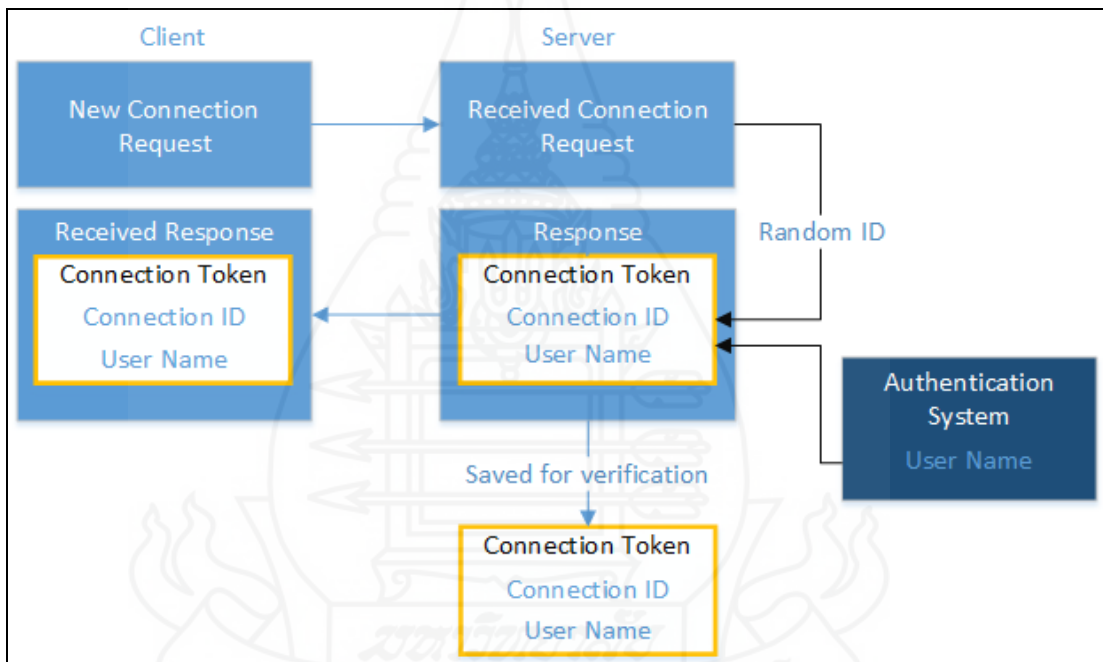 Client
Server
New Connection
Request
Received Connection
Request
Random ID
Received Response
Connection Token
Connection ID
User Name
Response
Connection Token
Connection ID
User Name
Authentication
System
User Name
Saved for verification
Connection Token
Connection ID
User Name